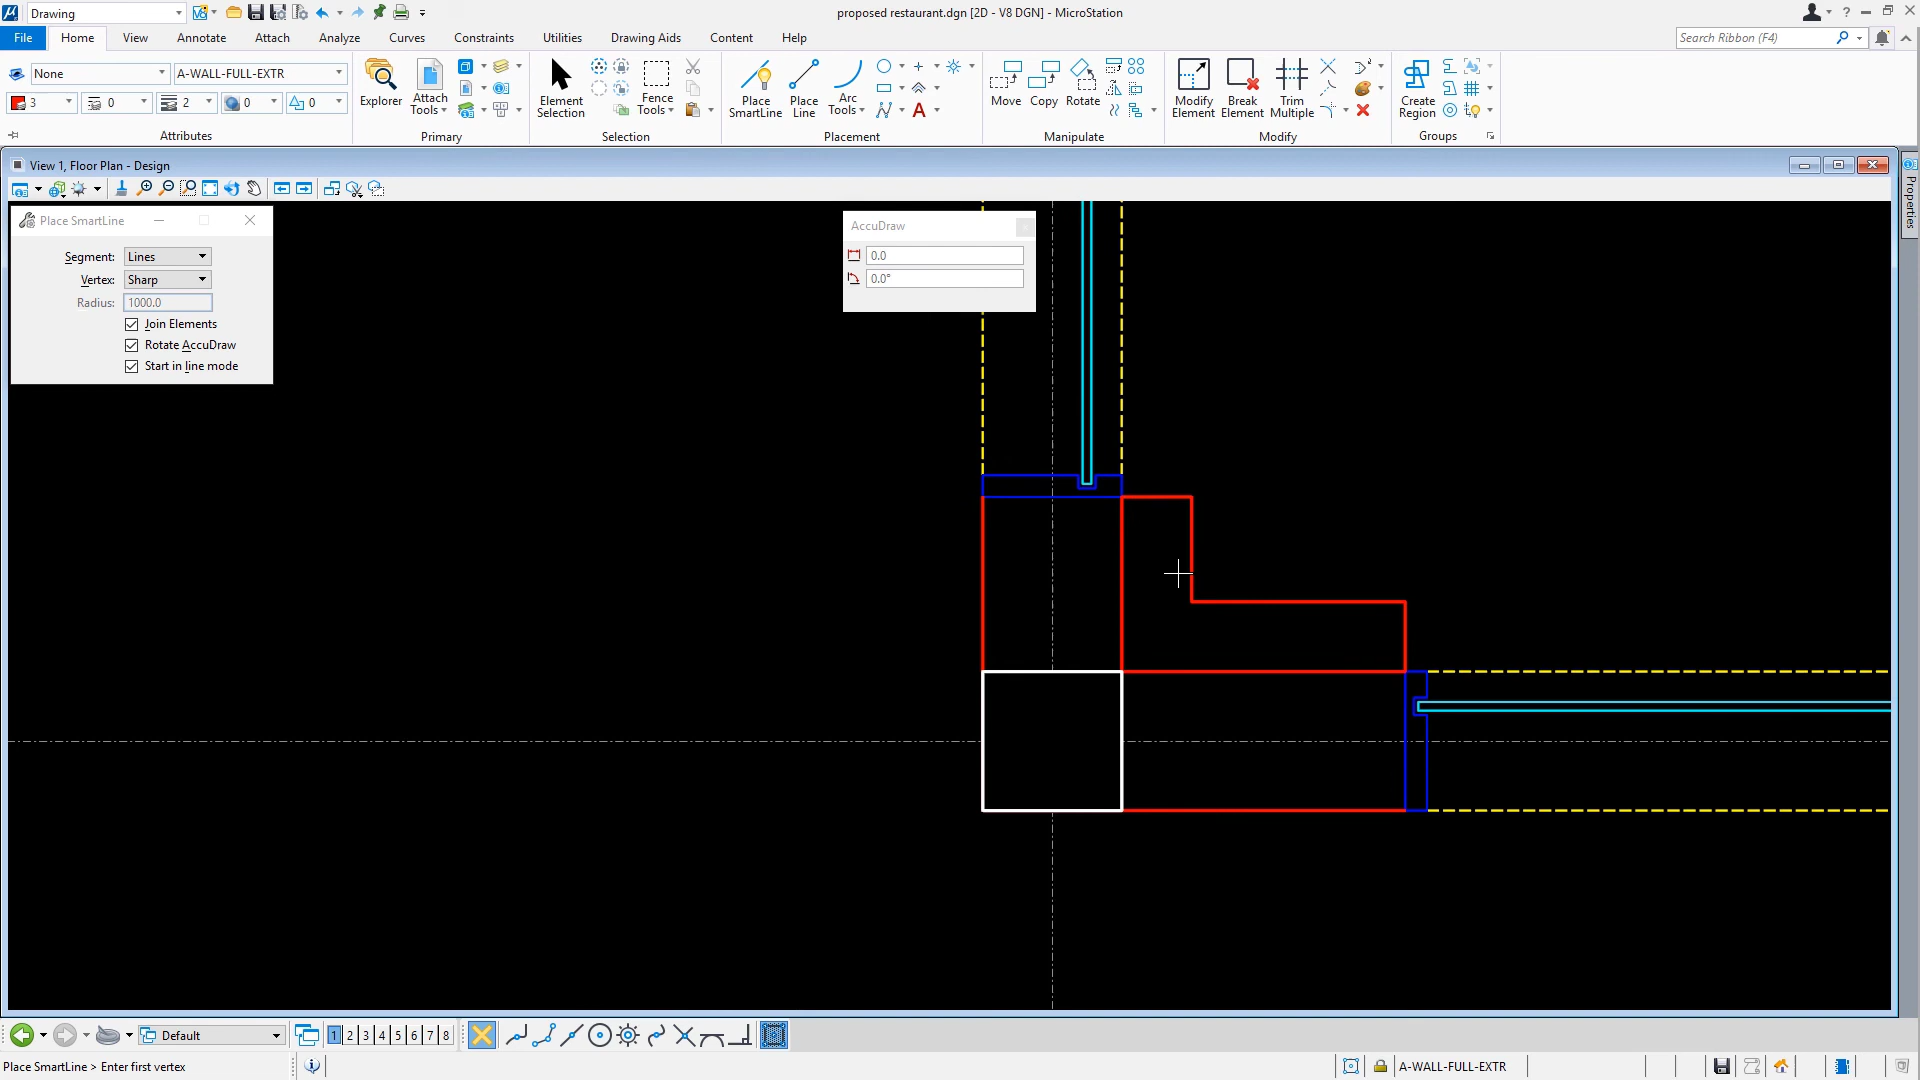 Drawing
proposed restaurant.dgn [2D - V8 DGN] - MicroStation
File Home View Annotate Attach Analyze Curves Constraints Utilities Drawing Aids Content Help
Search Ribbon (F4)
None A-WALL-FULL-EXTR
3 0 2 0 0
Attributes
Explorer Attach Tools
Primary
Element Selection Fence Tools
Selection
Place SmartLine Place Line Arc Tools
Placement
Move Copy Rotate
Manipulate
Modify Element Break Element Trim Multiple
Modify
Create Region
Groups
View 1, Floor Plan - Design
Properties
Place SmartLine
Segment: Lines
Vertex: Sharp
Radius: 1000.0
Join Elements
Rotate AccuDraw
Start in line mode
AccuDraw
0.0
0.0°
Default
1 2 3 4 5 6 7 8
Place SmartLine > Enter first vertex
A-WALL-FULL-EXTR